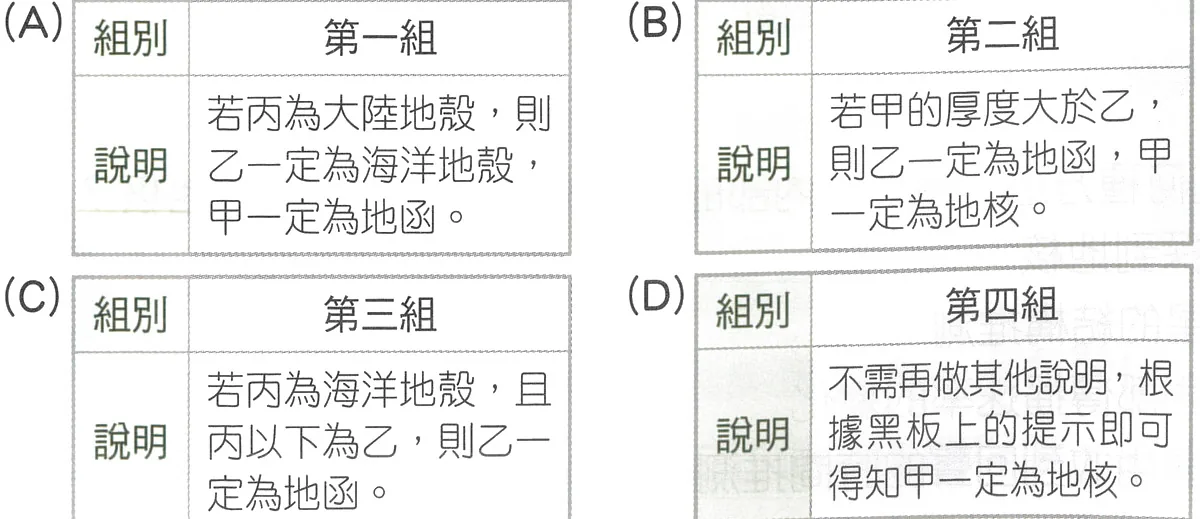 (A)
組別 第一組
說明
若丙為大陸地殼，則
乙一定為海洋地殼，
甲一定為地函。
(B)
組別 第二組
說明
若甲的厚度大於乙，
則乙一定為地函，甲
一定為地核。
(C)
組別 第三組
說明
若丙為海洋地殼，且
丙以下為乙，則乙一
定為地函。
(D)
組別 第四組
說明
不需再做其他說明，根
據黑板上的提示即可
得知甲一定為地核。